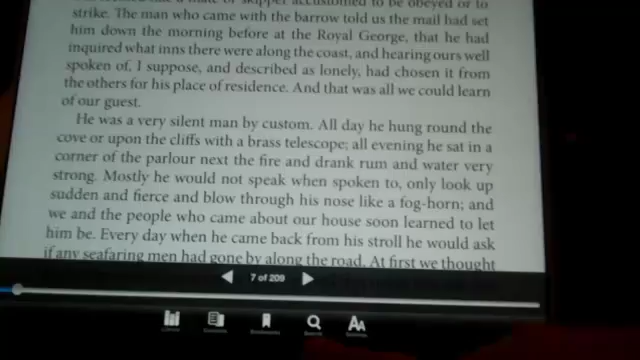 accustomed to be obeyed or to
strike. The man who came with the barrow told us the mail had set
him down the morning before at the Royal George, that he had
inquired what inns there were along the coast, and hearing ours well
spoken of, I suppose, and described as lonely, had chosen it from
the others for his place of residence. And that was all we could learn
of our guest.
He was a very silent man by custom. All day he hung round the
cove or upon the cliffs with a brass telescope; all evening he sat in a
corner of the parlour next the fire and drank rum and water very
strong. Mostly he would not speak when spoken to, only look up
sudden and fierce and blow through his nose like a fog-horn; and
we and the people who came about our house soon learned to let
him be. Every day when he came back from his stroll he would ask
if any seafaring men had gone by along the road. At first we thought
7 of 209
AA